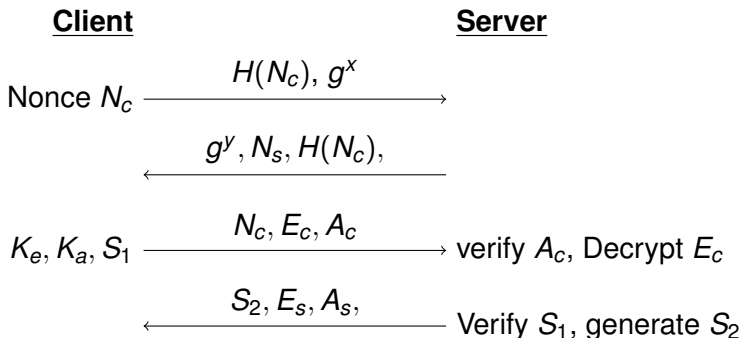 Client Server
H(N_c), g^x
Nonce N_c
g^y, N_s, H(N_c),
N_c, E_c, A_c
K_e, K_a, S_1 verify A_c, Decrypt E_c
S_2, E_s, A_s,
Verify S_1, generate S_2